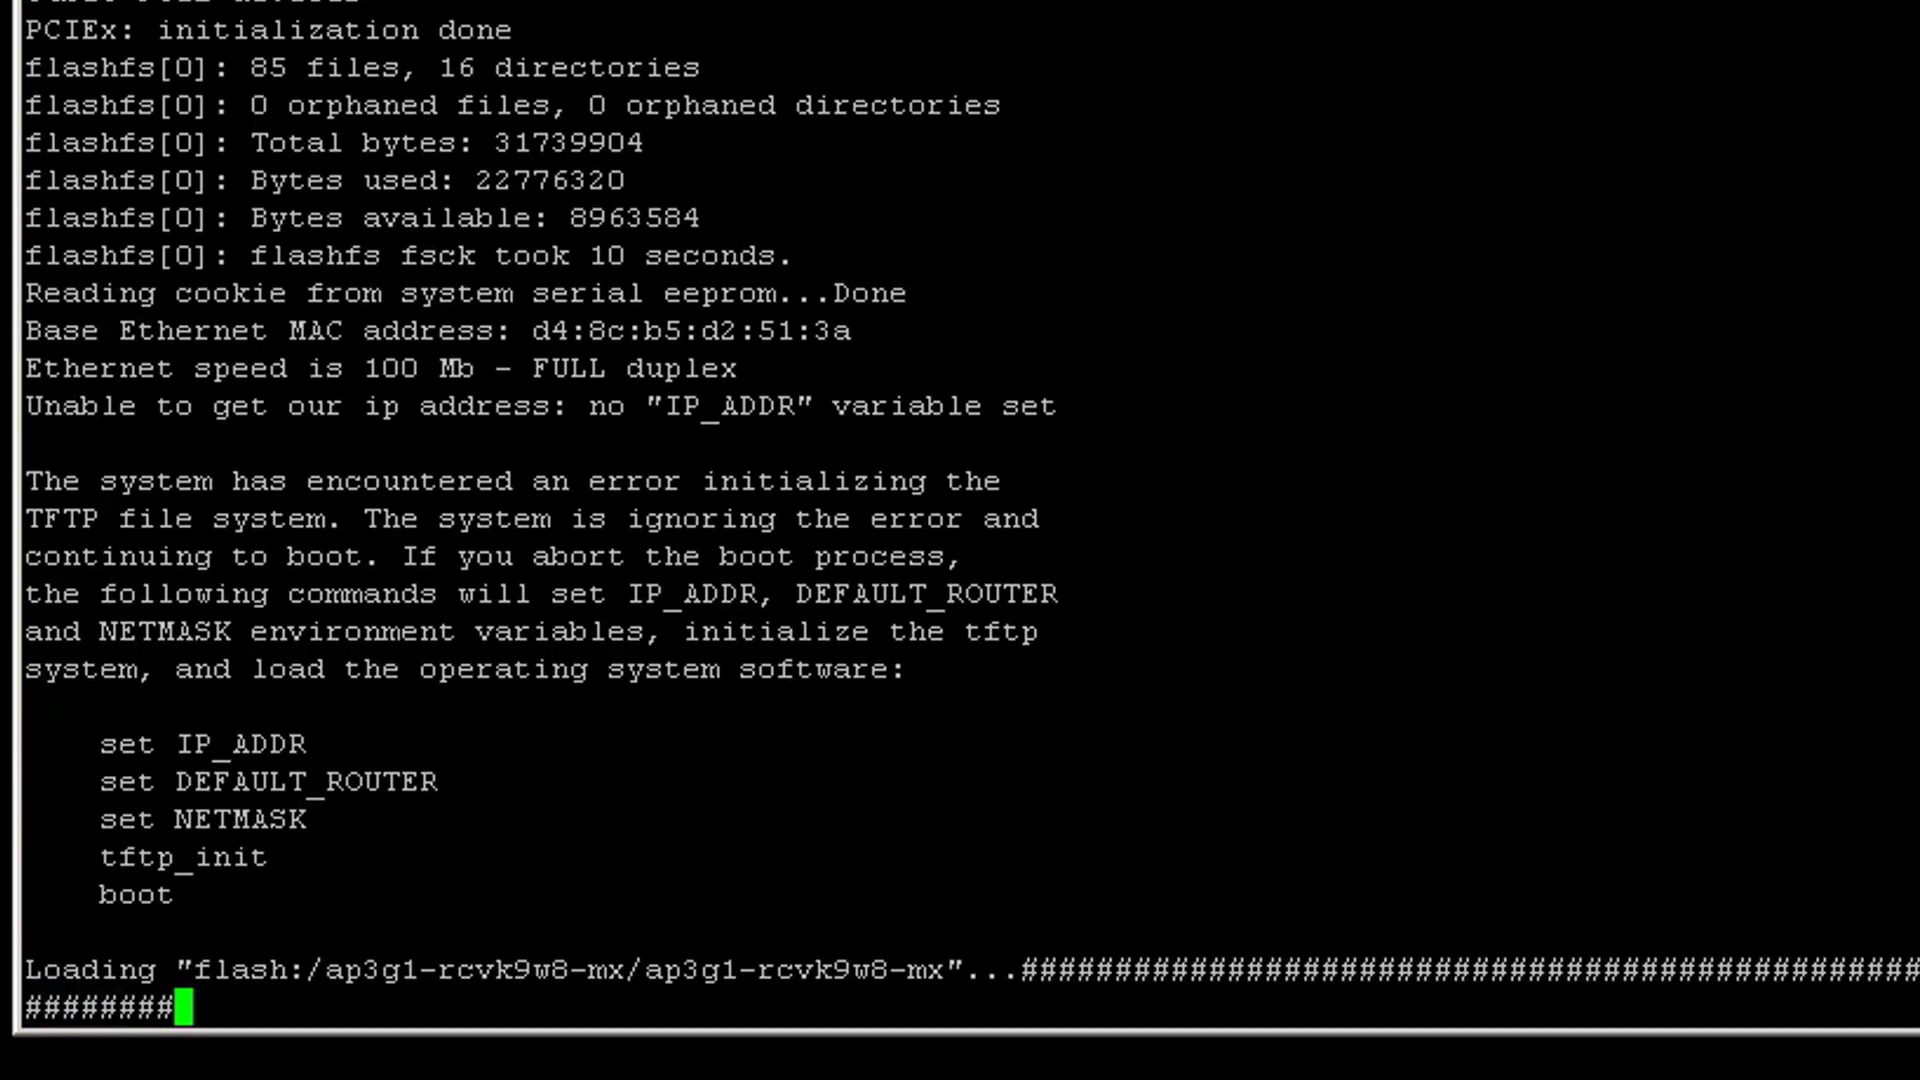 PCIEx: initialization done
flashfs[0]: 85 files, 16 directories
flashfs[0]: 0 orphaned files, 0 orphaned directories
flashfs[0]: Total bytes: 31739904
flashfs[0]: Bytes used: 22776320
flashfs[0]: Bytes available: 8963584
flashfs[0]: flashfs fsck took 10 seconds.
Reading cookie from system serial eeprom...Done
Base Ethernet MAC address: d4:8c:b5:d2:51:3a
Ethernet speed is 100 Mb - FULL duplex
Unable to get our ip address: no "IP_ADDR" variable set
The system has encountered an error initializing the
TFTP file system. The system is ignoring the error and
continuing to boot. If you abort the boot process,
the following commands will set IP_ADDR, DEFAULT_ROUTER
and NETMASK environment variables, initialize the tftp
system, and load the operating system software:
set IP_ADDR
set DEFAULT_ROUTER
set NETMASK
tftp_init
boot
Loading "flash:/ap3g1-rcvk9w8-mx/ap3g1-rcvk9w8-mx"...################################################
########